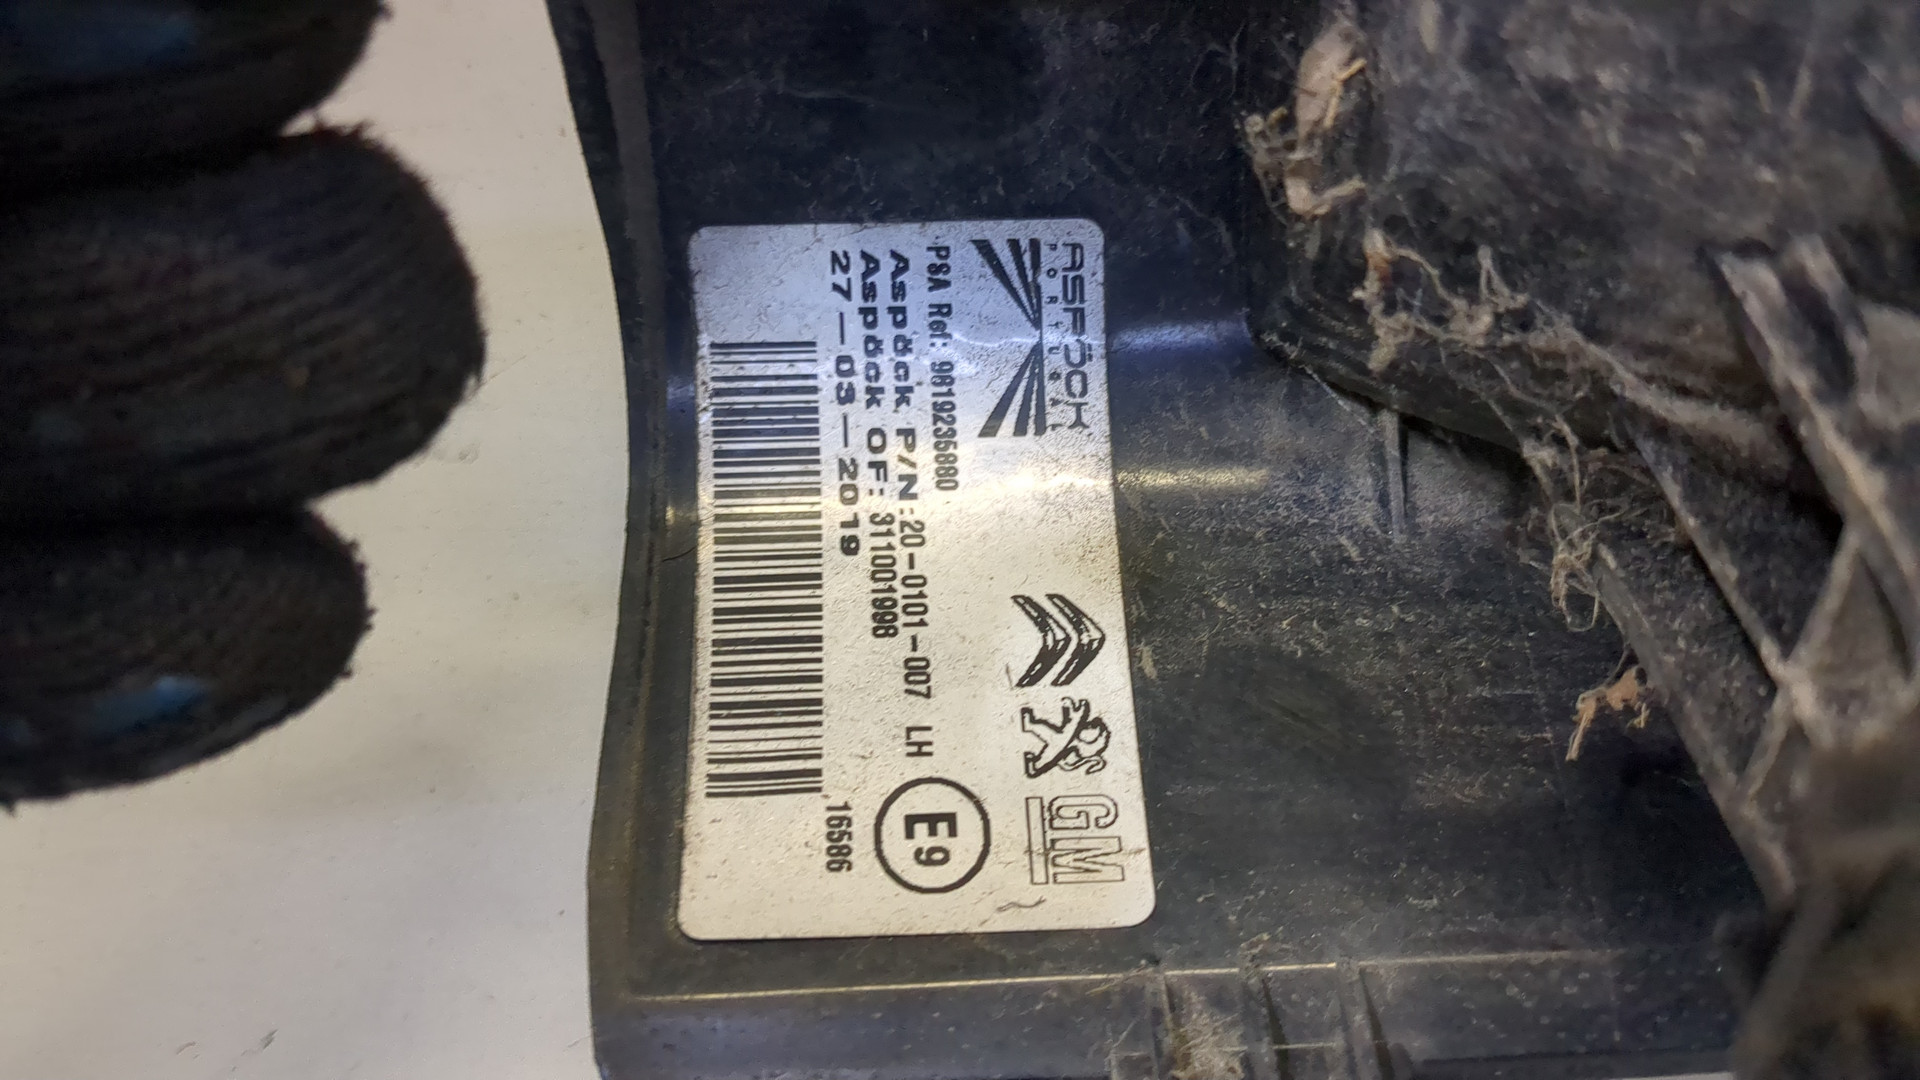 ASPÖCK
PORTUGAL
GM
PSA Ref: 9819235880
Aspöck P/N:20-0101-007 LH
Aspöck OF: 311001998
27-03-2019
E9
16586